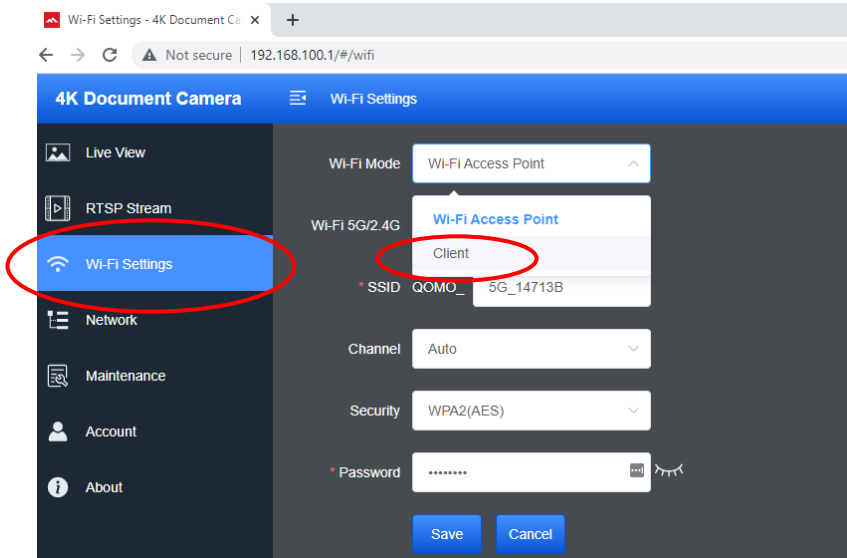 Wi-Fi Settings - 4K Document Ca
Not secure | 192.168.100.1/#/wifi
4K Document Camera
Wi-Fi Settings
Live View
RTSP Stream
Wi-Fi Settings
Network
Maintenance
Account
About
Wi-Fi Mode Wi-Fi Access Point
Wi-Fi Access Point
Client
Wi-Fi 5G/2.4G
* SSID QOMO_ 5G_14713B
Channel Auto
Security WPA2(AES)
* Password ••••••••
Save Cancel